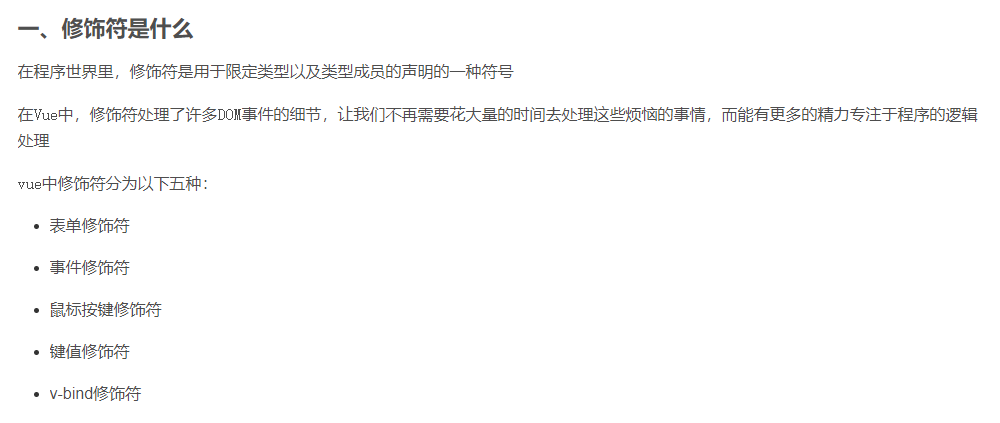 一、修饰符是什么
在程序世界里，修饰符是用于限定类型以及类型成员的声明的一种符号
在Vue中，修饰符处理了许多DOM事件的细节，让我们不再需要花大量的时间去处理这些烦恼的事情，而能有更多的精力专注于程序的逻辑
处理
vue中修饰符分为以下五种：
• 表单修饰符
• 事件修饰符
• 鼠标按键修饰符
• 键值修饰符
• v-bind修饰符